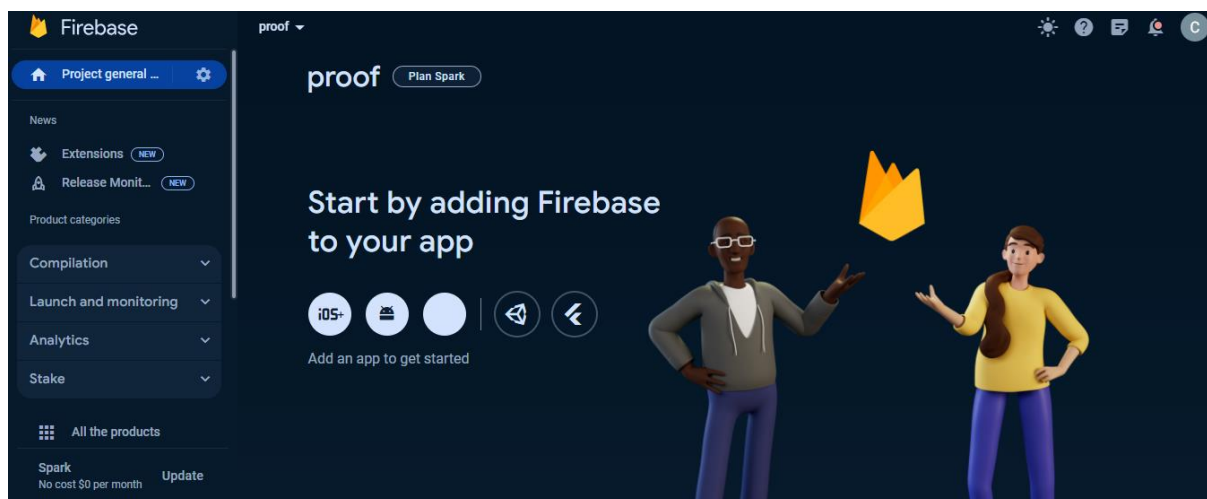 Firebase
proof
Project general ...
proof
Plan Spark
News
Extensions
NEW
Release Monit...
NEW
Product categories
Start by adding Firebase
to your app
Compilation
Launch and monitoring
Analytics
Stake
iOS+
Add an app to get started
All the products
Spark
No cost $0 per month
Update
C